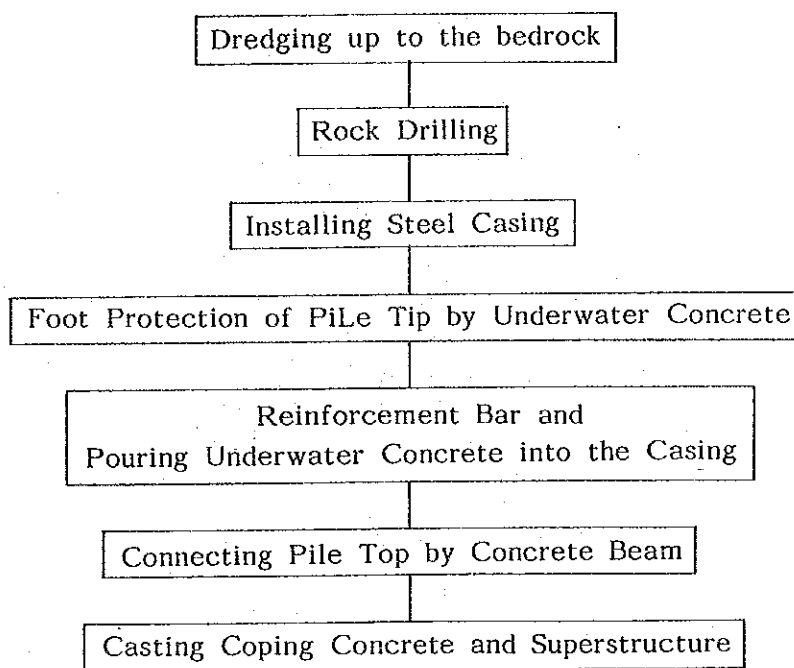 Dredging up to the bedrock
Rock Drilling
Installing Steel Casing
Foot Protection of PiLe Tip by Underwater Concrete
Reinforcement Bar and
Pouring Underwater Concrete into the Casing
Connecting Pile Top by Concrete Beam
Casting Coping Concrete and Superstructure